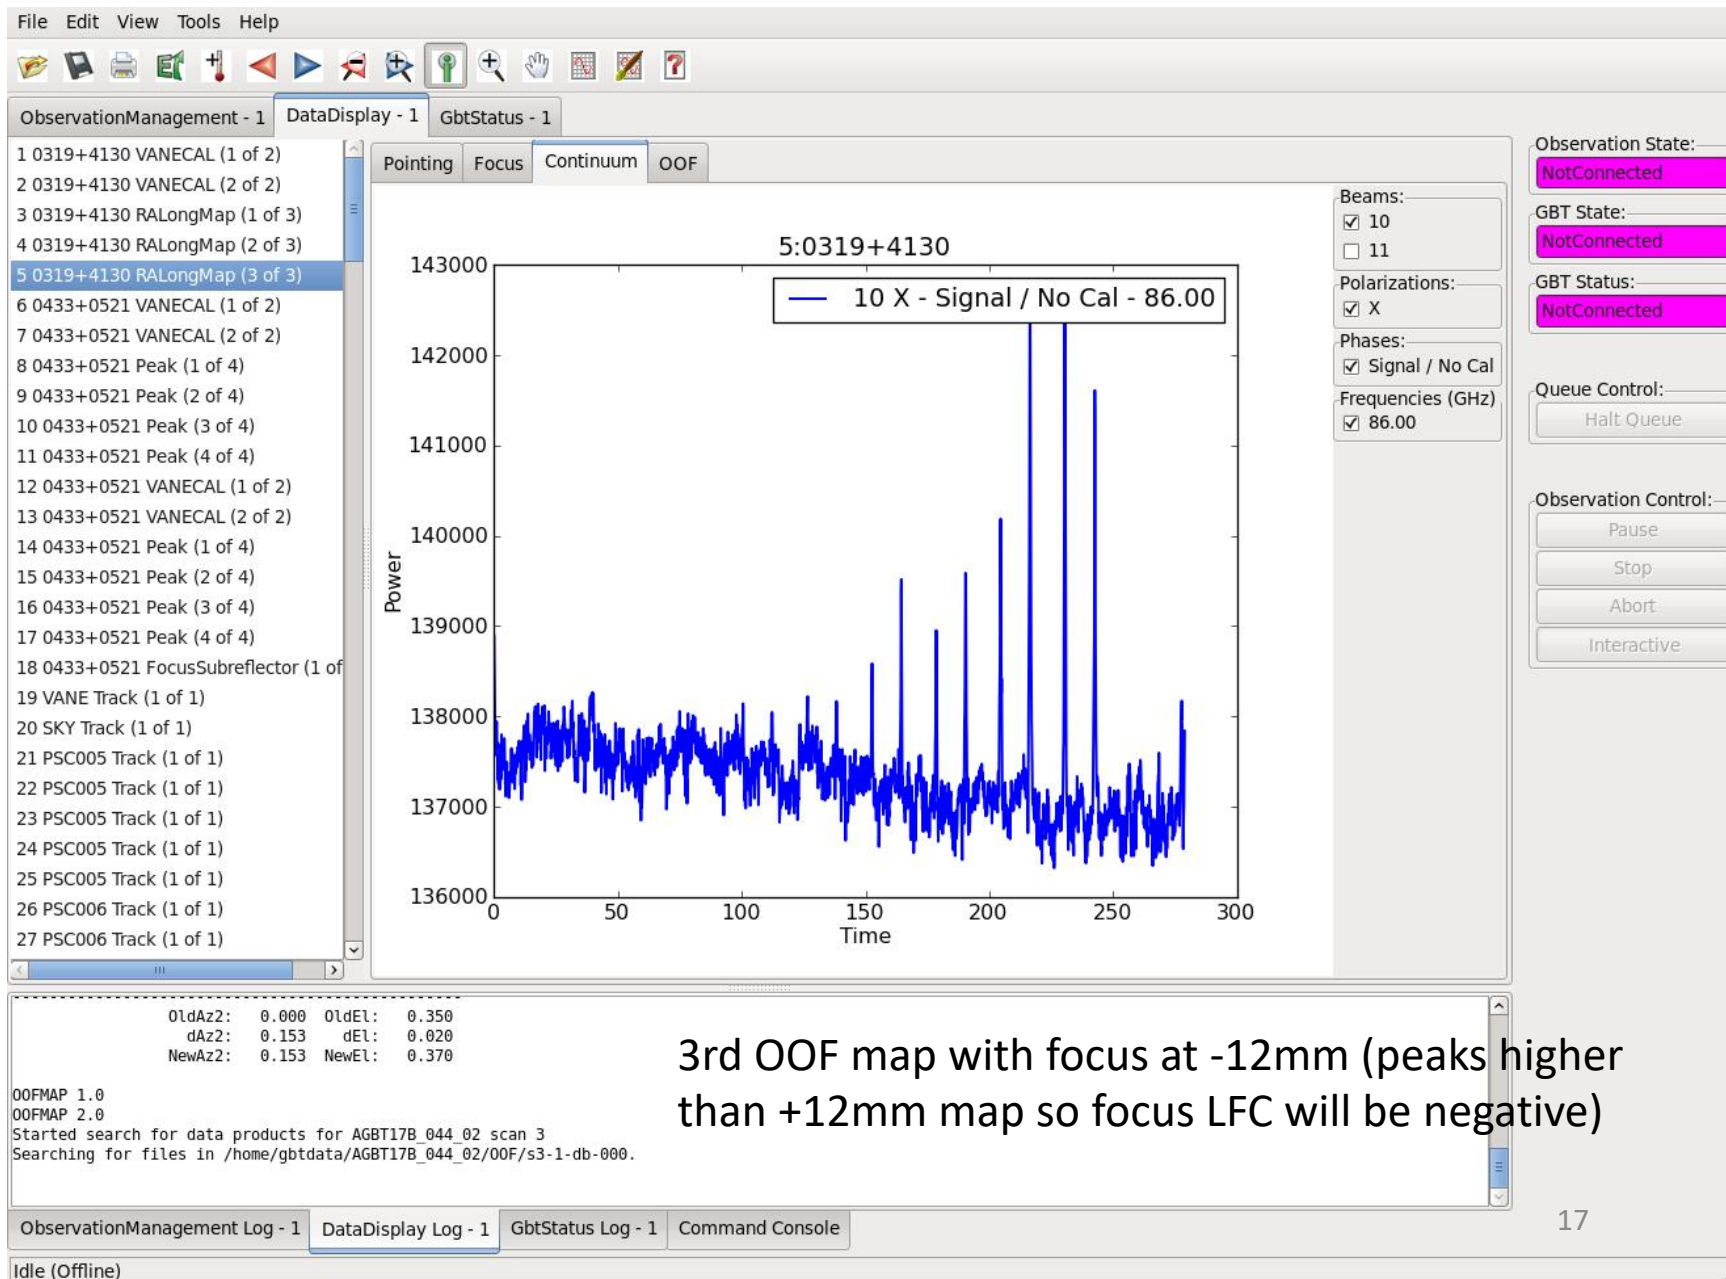 File Edit View Tools Help
ObservationManagement - 1 DataDisplay - 1 GbtStatus - 1
1 0319+4130 VANECAL (1 of 2)
2 0319+4130 VANECAL (2 of 2)
3 0319+4130 RALongMap (1 of 3)
4 0319+4130 RALongMap (2 of 3)
5 0319+4130 RALongMap (3 of 3)
6 0433+0521 VANECAL (1 of 2)
7 0433+0521 VANECAL (2 of 2)
8 0433+0521 Peak (1 of 4)
9 0433+0521 Peak (2 of 4)
10 0433+0521 Peak (3 of 4)
11 0433+0521 Peak (4 of 4)
12 0433+0521 VANECAL (1 of 2)
13 0433+0521 VANECAL (2 of 2)
14 0433+0521 Peak (1 of 4)
15 0433+0521 Peak (2 of 4)
16 0433+0521 Peak (3 of 4)
17 0433+0521 Peak (4 of 4)
18 0433+0521 FocusSubreflector (1 of
19 VANE Track (1 of 1)
20 SKY Track (1 of 1)
21 PSC005 Track (1 of 1)
22 PSC005 Track (1 of 1)
23 PSC005 Track (1 of 1)
24 PSC005 Track (1 of 1)
25 PSC005 Track (1 of 1)
26 PSC006 Track (1 of 1)
27 PSC006 Track (1 of 1)
Pointing Focus Continuum OOF
5:0319+4130
10 X - Signal / No Cal - 86.00
143000
142000
141000
140000
139000
138000
137000
136000
Power
0 50 100 150 200 250 300
Time
Beams:
10
11
Polarizations:
X
Phases:
Signal / No Cal
Frequencies (GHz)
86.00
Observation State:
NotConnected
GBT State:
NotConnected
GBT Status:
NotConnected
Queue Control:
Halt Queue
Observation Control:
Pause
Stop
Abort
Interactive
OldAz2: 0.000 OldEl: 0.350
dAz2: 0.153 dEl: 0.020
NewAz2: 0.153 NewEl: 0.370
OOFMAP 1.0
OOFMAP 2.0
Started search for data products for AGBT17B_044_02 scan 3
Searching for files in /home/gbtdata/AGBT17B_044_02/OOF/s3-1-db-000.
3rd OOF map with focus at -12mm (peaks higher
than +12mm map so focus LFC will be negative)
17
ObservationManagement Log - 1 DataDisplay Log - 1 GbtStatus Log - 1 Command Console
Idle (Offline)